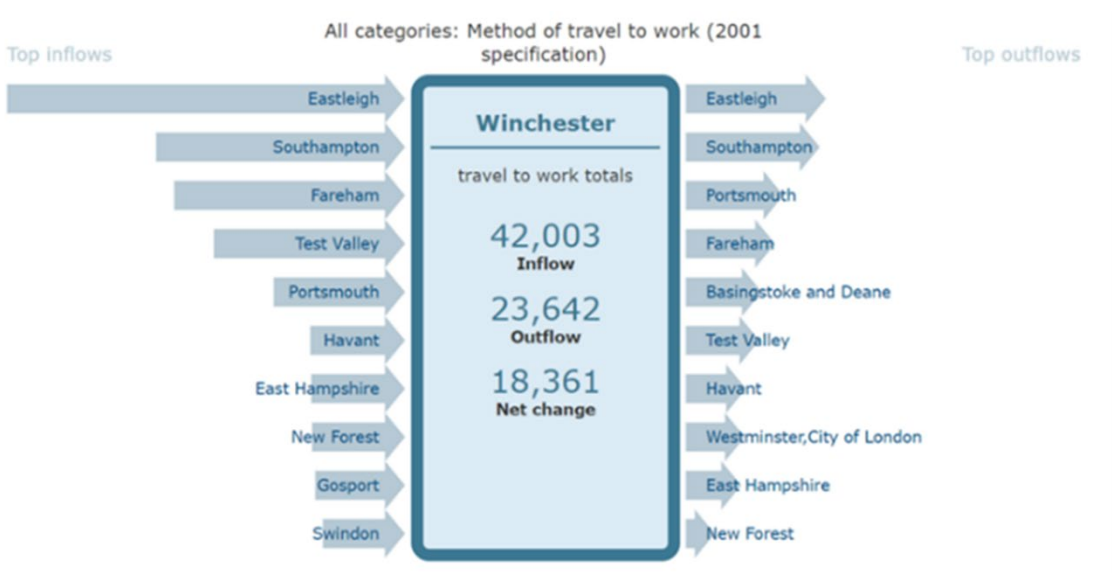 All categories: Method of travel to work (2001
specification)
Top inflows
Top outflows
Eastleigh
Southampton
Fareham
Test Valley
Portsmouth
Havant
East Hampshire
New Forest
Gosport
Swindon
Winchester
travel to work totals
42,003
Inflow
23,642
Outflow
18,361
Net change
Eastleigh
Southampton
Portsmouth
Fareham
Basingstoke and Deane
Test Valley
Havant
Westminster,City of London
East Hampshire
New Forest